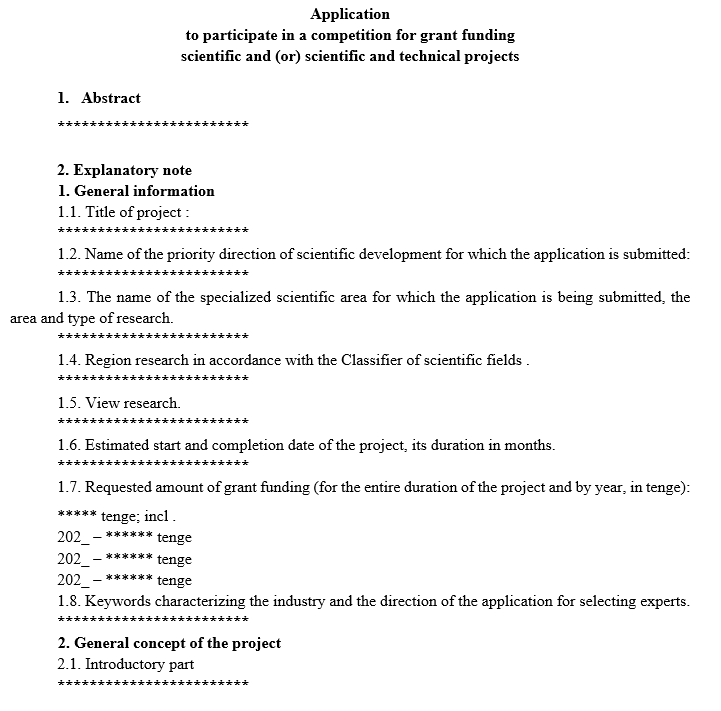 Application
to participate in a competition for grant funding
scientific and (or) scientific and technical projects
1. Abstract
************************
2. Explanatory note
1. General information
1.1. Title of project :
************************
1.2. Name of the priority direction of scientific development for which the application is submitted:
************************
1.3. The name of the specialized scientific area for which the application is being submitted, the
area and type of research.
************************
1.4. Region research in accordance with the Classifier of scientific fields .
************************
1.5. View research.
************************
1.6. Estimated start and completion date of the project, its duration in months.
************************
1.7. Requested amount of grant funding (for the entire duration of the project and by year, in tenge):
***** tenge; incl .
202_ – ****** tenge
202_ – ****** tenge
202_ – ****** tenge
1.8. Keywords characterizing the industry and the direction of the application for selecting experts.
************************
2. General concept of the project
2.1. Introductory part
************************